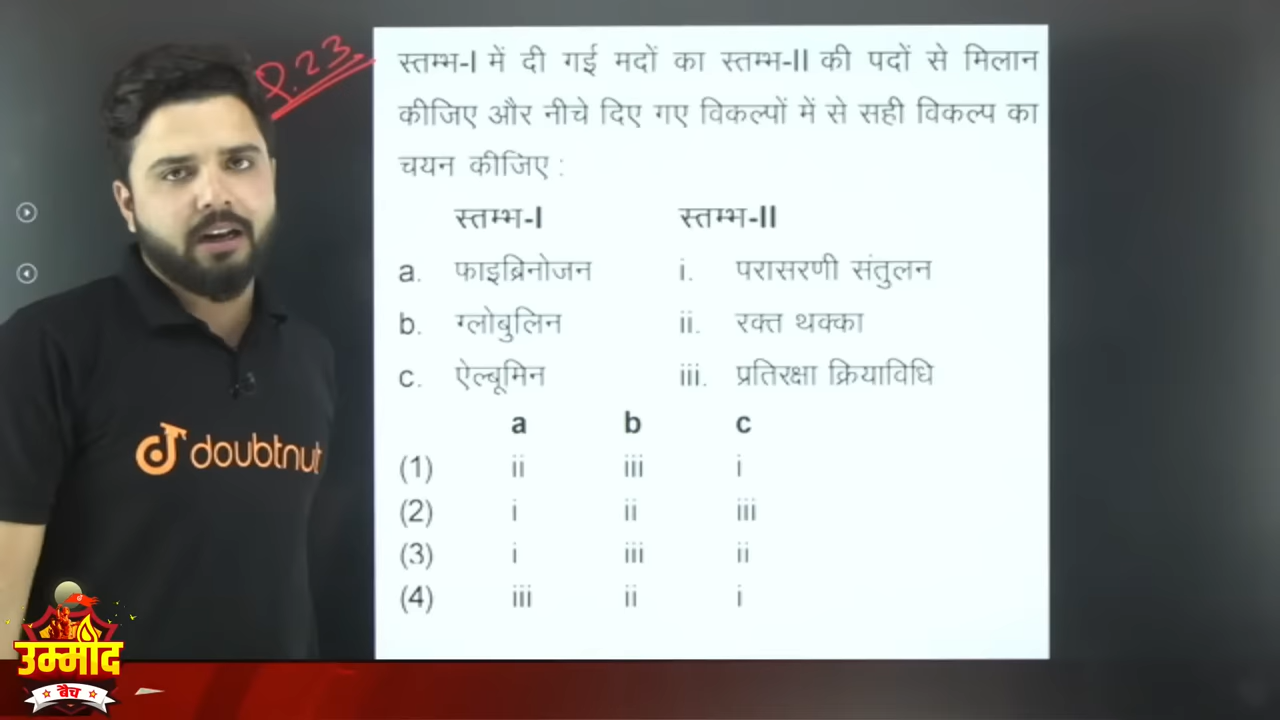 Q.23.
स्तम्भ-I में दी गई मदों का स्तम्भ-II की पदों से मिलान
कीजिए और नीचे दिए गए विकल्पों में से सही विकल्प का
चयन कीजिए :
स्तम्भ-I स्तम्भ-II
a. फाइब्रिनोजन i. परासरणी संतुलन
b. ग्लोबुलिन ii. रक्त थक्का
c. ऐल्बूमिन iii. प्रतिरक्षा क्रियाविधि
a b c
(1) ii iii i
(2) i ii iii
(3) i iii ii
(4) iii ii i
doubtnut
उम्मीद
बैच